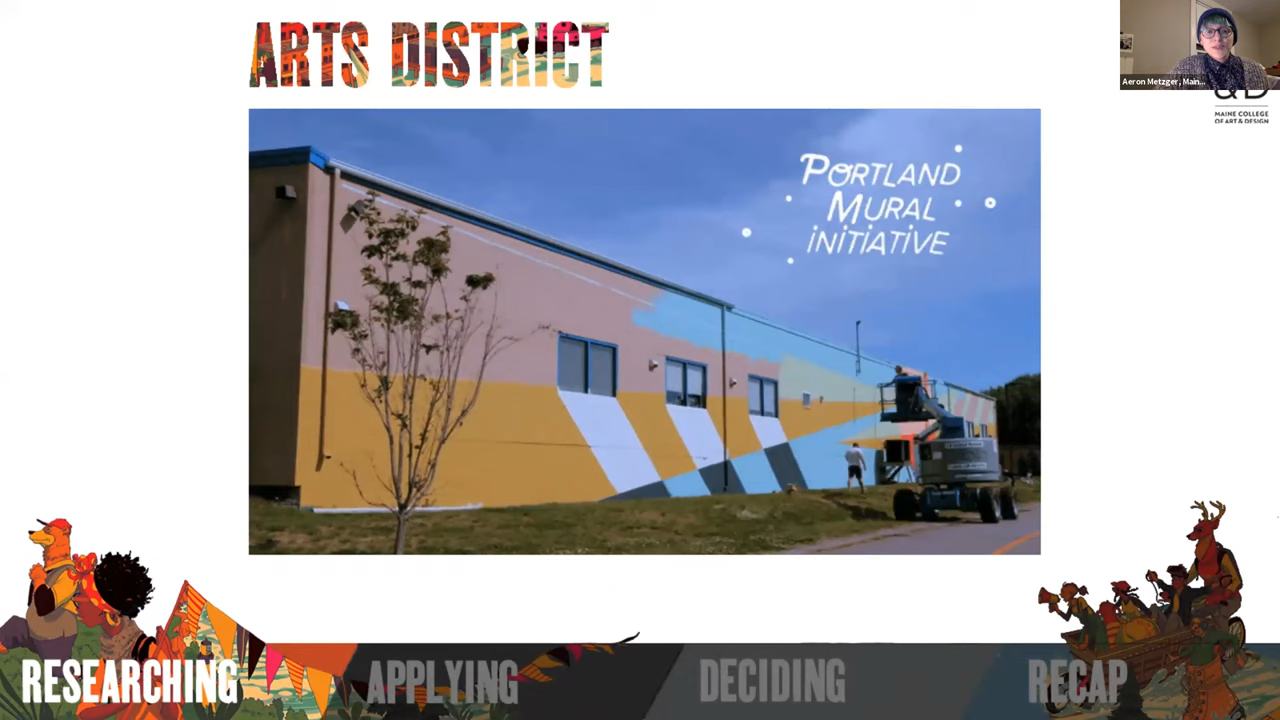 ARTS DISTRICT
Aeron Metzger, Main...
MAINE COLLEGE
OF ART & DESIGN
PORTLAND
MURAL
INITIATIVE
RESEARCHING
APPLYING
DECIDING
RECAP